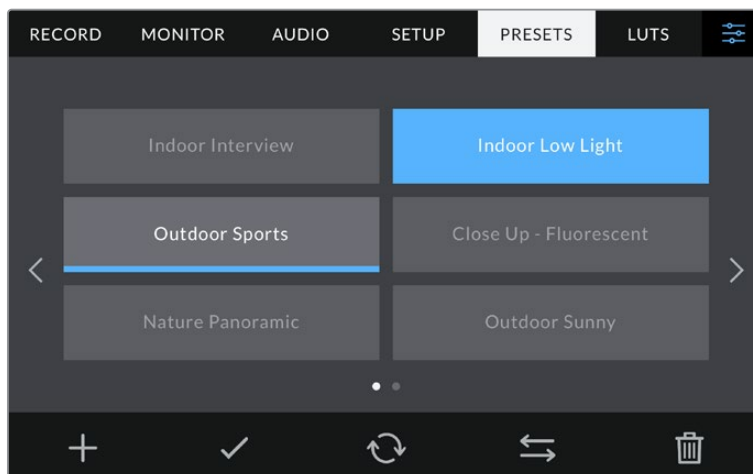 RECORD MONITOR AUDIO SETUP PRESETS LUTS
Indoor Interview Indoor Low Light
Outdoor Sports Close Up - Fluorescent
Nature Panoramic Outdoor Sunny